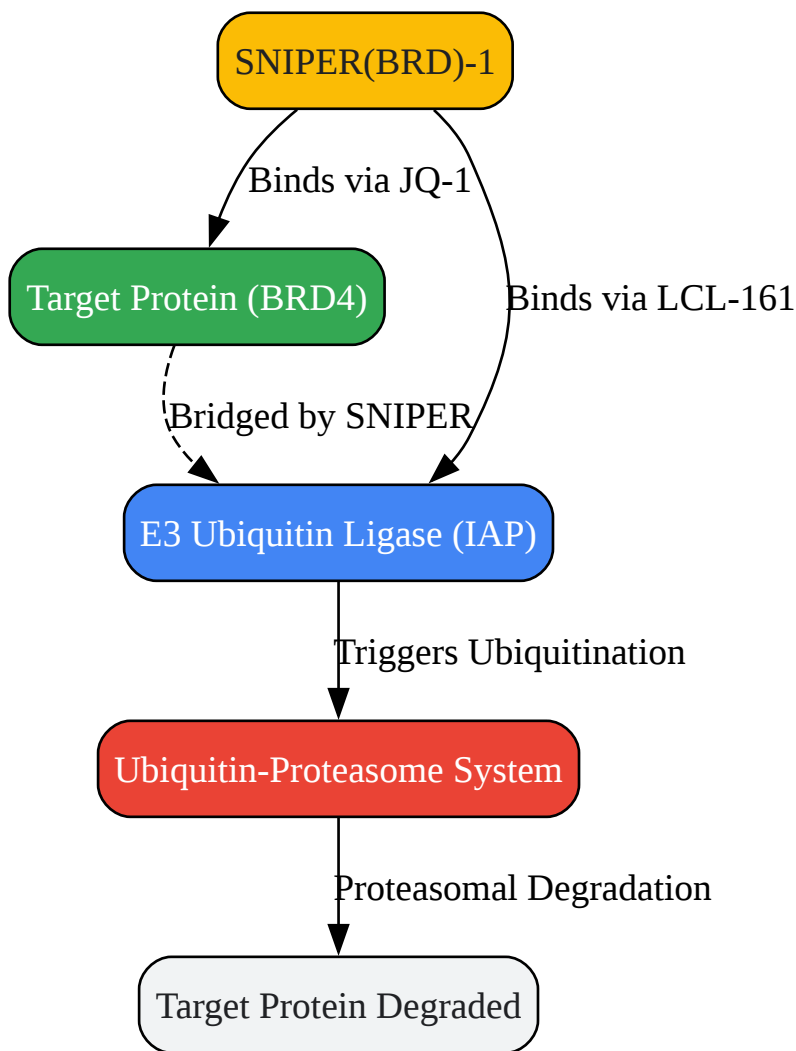 SNIPER(BRD)-1
Binds via JQ-1
Target Protein (BRD4)
Binds via LCL-161
Bridged by SNIPER
E3 Ubiquitin Ligase (IAP)
Triggers Ubiquitination
Ubiquitin-Proteasome System
Proteasomal Degradation
Target Protein Degraded